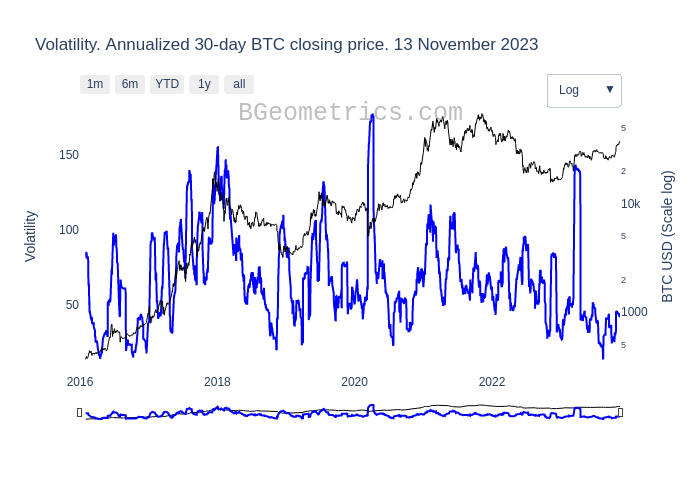 Volatility. Annualized 30-day BTC closing price. 13 November 2023
1m 6m YTD 1y all
Log ▼
BGeometrics.com
150
100
50
Volatility
5
2
10k
5
2
1000
5
BTC USD (Scale log)
2016 2018 2020 2022